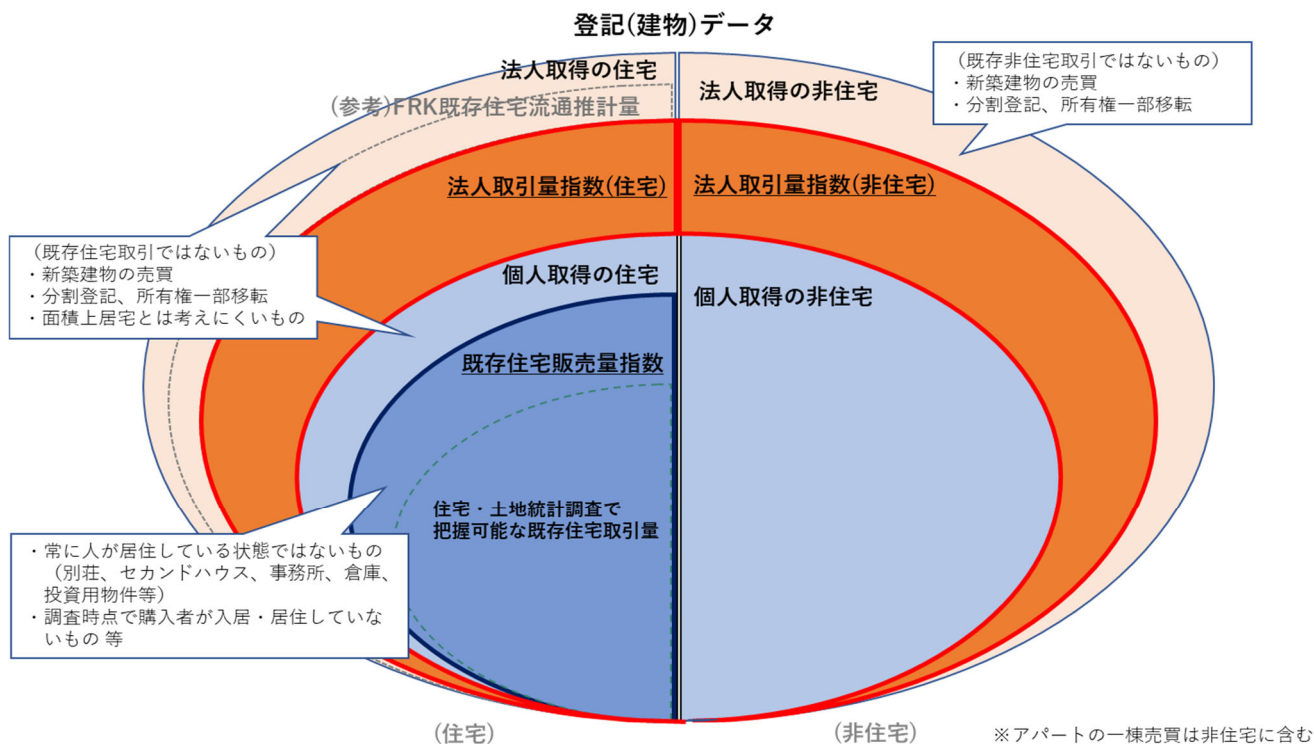 登記(建物)データ
法人取得の住宅
(参考)FRK既存住宅流通推計量
法人取得の非住宅
(既存非住宅取引ではないもの)
・新築建物の売買
・分割登記、所有権一部移転
法人取引量指数(住宅)
法人取引量指数(非住宅)
(既存住宅取引ではないもの)
・新築建物の売買
・分割登記、所有権一部移転
・面積上居宅とは考えにくいもの
個人取得の住宅
個人取得の非住宅
既存住宅販売量指数
住宅・土地統計調査で
把握可能な既存住宅取引量
・常に人が居住している状態ではないもの
(別荘、セカンドハウス、事務所、倉庫、
投資用物件等)
・調査時点で購入者が入居・居住していな
いもの 等
(住宅)
(非住宅)
※アパートの一棟売買は非住宅に含む